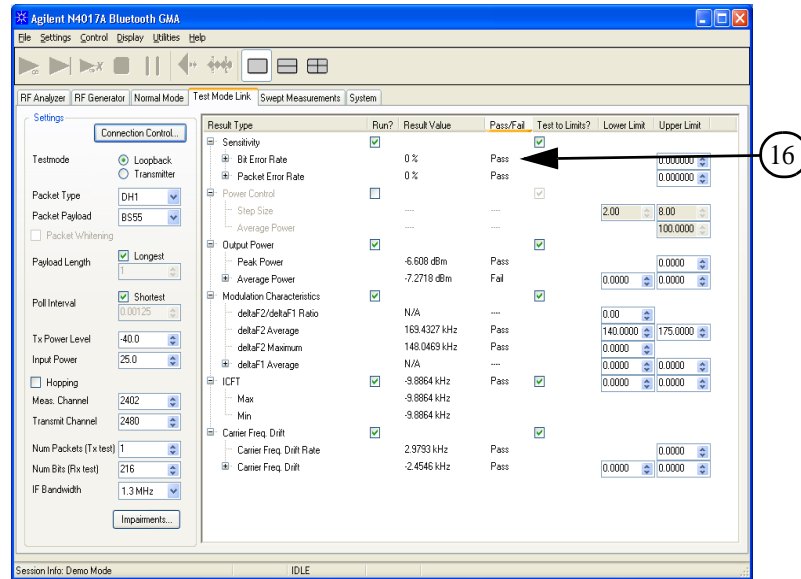 Agilent N4017A Bluetooth GMA
File Settings Control Display Utilities Help
RF Analyzer RF Generator Normal Mode Test Mode Link Swept Measurements System
Settings
Connection Control...
Testmode Loopback
Transmitter
Packet Type DH1
Packet Payload BS55
Packet Whitening
Payload Length Longest
1
Poll Interval Shortest
0.00125
Tx Power Level -40.0
Input Power 25.0
Hopping
Meas. Channel 2402
Transmit Channel 2480
Num Packets (Tx test) 1
Num Bits (Rx test) 216
IF Bandwidth 1.3 MHz
Impairments...
Result Type Run? Result Value Pass/Fail Test to Limits? Lower Limit Upper Limit
Sensitivity
Bit Error Rate 0 % Pass 0.000000
Packet Error Rate 0 % Pass 0.000000
Power Control
Step Size ---- ---- 2.00 8.00
Average Power ---- ---- 100.0000
Output Power
Peak Power -6.608 dBm Pass 0.0000
Average Power -7.2718 dBm Fail 0.0000 0.0000
Modulation Characteristics
deltaF2/deltaF1 Ratio N/A ---- 0.00
deltaF2 Average 169.4327 kHz Pass 140.0000 175.0000
deltaF2 Maximum 148.0469 kHz Pass 0.0000
deltaF1 Average N/A ---- 0.0000 0.0000
ICFT -9.8864 kHz Pass 0.0000 0.0000
Max -9.8864 kHz
Min -9.8864 kHz
Carrier Freq. Drift
Carrier Freq. Drift Rate 2.9793 kHz Pass 0.0000
Carrier Freq. Drift -2.4546 kHz Pass 0.0000 0.0000
16
Session Info: Demo Mode IDLE